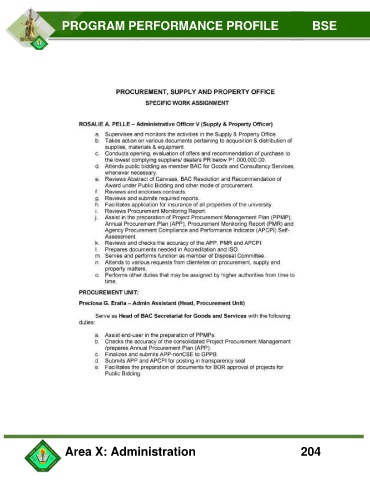 PROGRAM PERFORMANCE PROFILE BSE
PROCUREMENT, SUPPLY AND PROPERTY OFFICE
SPECIFIC WORK ASSIGNMENT
ROSALIE A. PELLE – Administrative Officer V (Supply & Property Officer)
a. Supervises and monitors the activities in the Supply & Property Office.
b. Takes action on various documents pertaining to acquisition & distribution of
supplies, materials & equipment.
c. Conducts opening, evaluation of offers and recommendation of purchase to
the lowest complying suppliers/ dealers PR below P1,000,000.00.
d. Attends public bidding as member BAC for Goods and Consultancy Services,
whenever necessary.
e. Reviews Abstract of Canvass, BAC Resolution and Recommendation of
Award under Public Bidding and other mode of procurement.
f. Reviews and endorses contracts.
g. Reviews and submits required reports.
h. Facilitates application for insurance of all properties of the university.
i. Reviews Procurement Monitoring Report.
j. Assist in the preparation of Project Procurement Management Plan (PPMP),
Annual Procurement Plan (APP), Procurement Monitoring Report (PMR) and
Agency Procurement Compliance and Performance Indicator (APCPI) Self-
Assessment.
k. Reviews and checks the accuracy of the APP, PMR and APCPI.
l. Prepares documents needed in Accreditation and ISO.
m. Serves and performs function as member of Disposal Committee.
n. Attends to various requests from clienteles on procurement, supply and
property matters.
o. Performs other duties that may be assigned by higher authorities from time to
time.
PROCUREMENT UNIT:
Preciosa G. Eraña – Admin Assistant (Head, Procurement Unit)
Serve as Head of BAC Secretariat for Goods and Services with the following
duties:
a. Assist end-user in the preparation of PPMPs.
b. Checks the accuracy of the consolidated Project Procurement Management
/prepares Annual Procurement Plan (APP).
c. Finalizes and submits APP-nonCSE to GPPB.
d. Submits APP and APCPI for posting in transparency seal.
e. Facilitates the preparation of documents for BOR approval of projects for
Public Bidding.
Area X: Administration 204